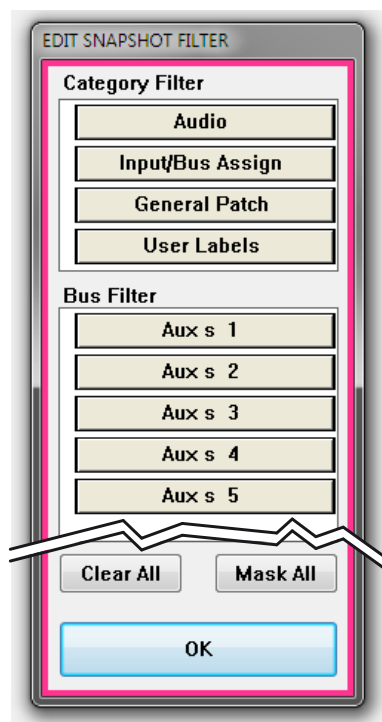 EDIT SNAPSHOT FILTER
Category Filter
Audio
Input/Bus Assign
General Patch
User Labels
Bus Filter
Aux s 1
Aux s 2
Aux s 3
Aux s 4
Aux s 5
Clear All Mask All
OK